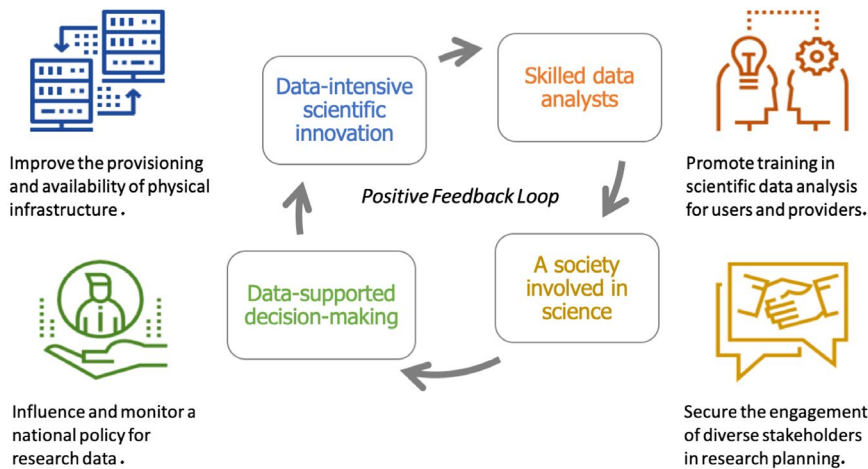 Data-intensive
scientific
innovation
Skilled data
analysts
Improve the provisioning
and availability of physical
infrastructure .
Promote training in
scientific data analysis
for users and providers.
Positive Feedback Loop
Data-supported
decision-making
A society
involved in
science
Influence and monitor a
national policy for
research data .
Secure the engagement
of diverse stakeholders
in research planning.